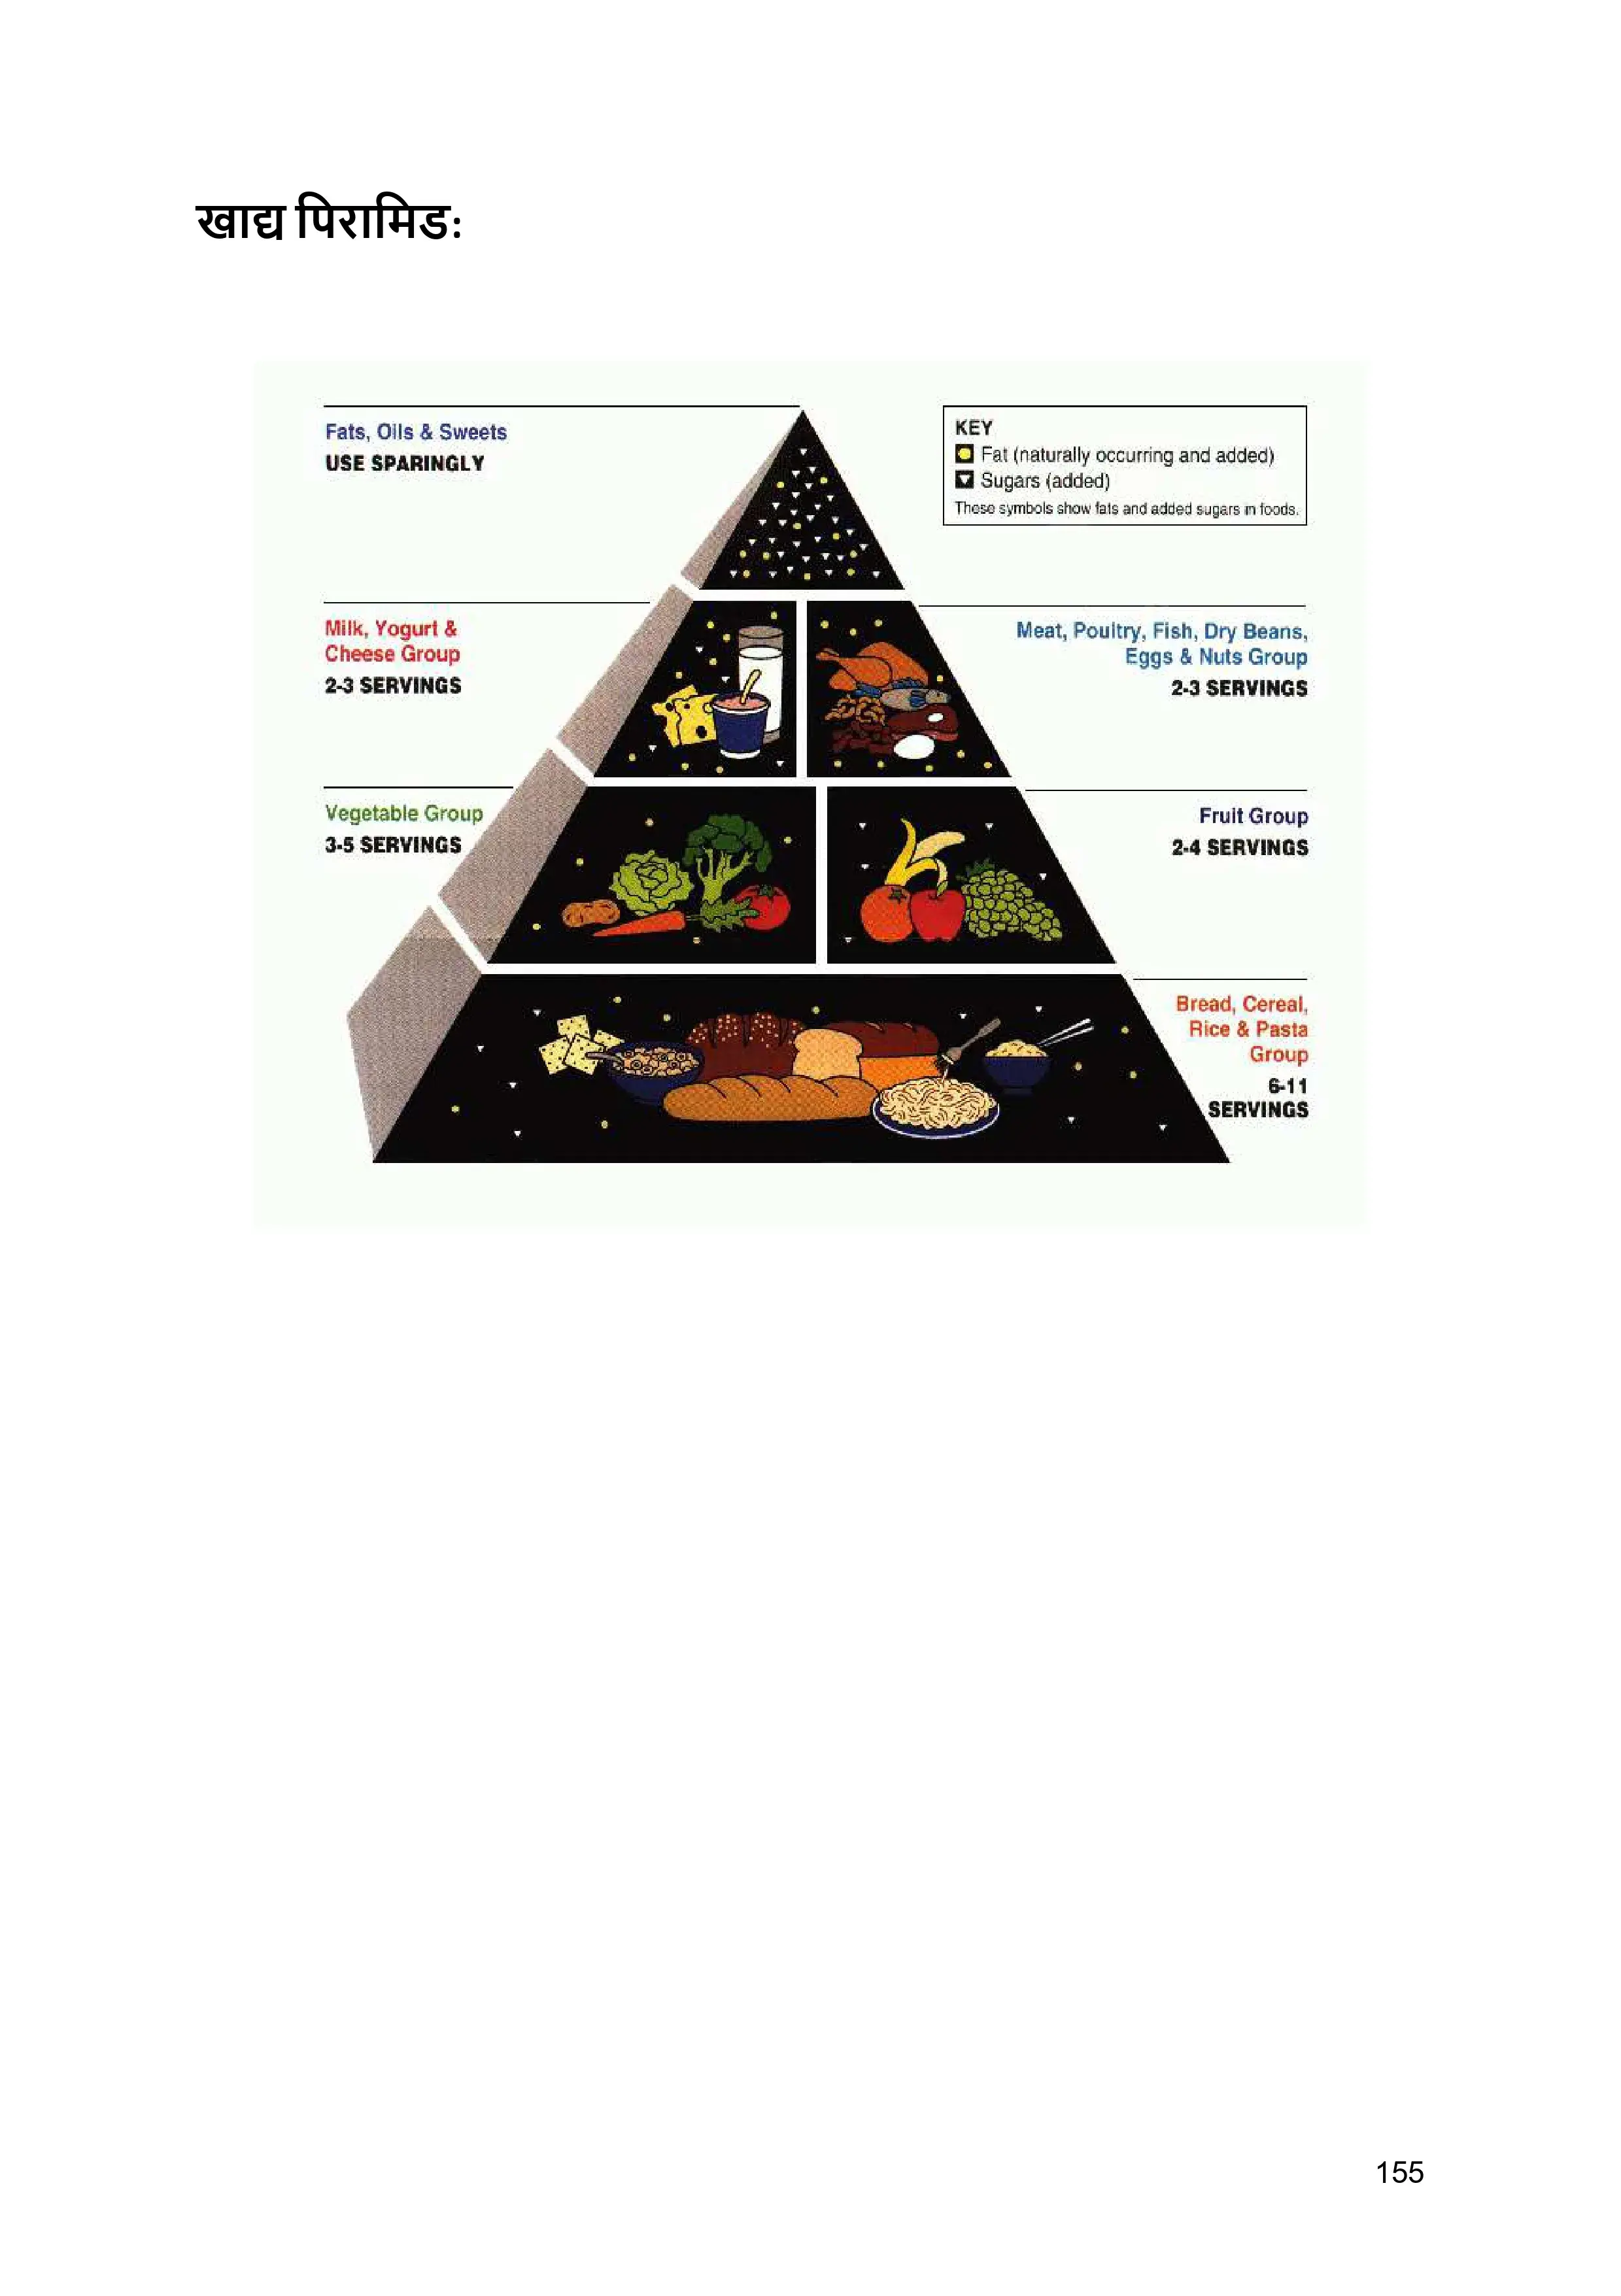 खाद्य पिरामिडः
Fats, Oils & Sweets
USE SPARINGLY
KEY
Fat (naturally occurring and added)
Sugars (added)
These symbols show fats and added sugars in foods.
Milk, Yogurt &
Cheese Group
2-3 SERVINGS
Meat, Poultry, Fish, Dry Beans,
Eggs & Nuts Group
2-3 SERVINGS
Vegetable Group
3-5 SERVINGS
Fruit Group
2-4 SERVINGS
Bread, Cereal,
Rice & Pasta
Group
6-11
SERVINGS
155